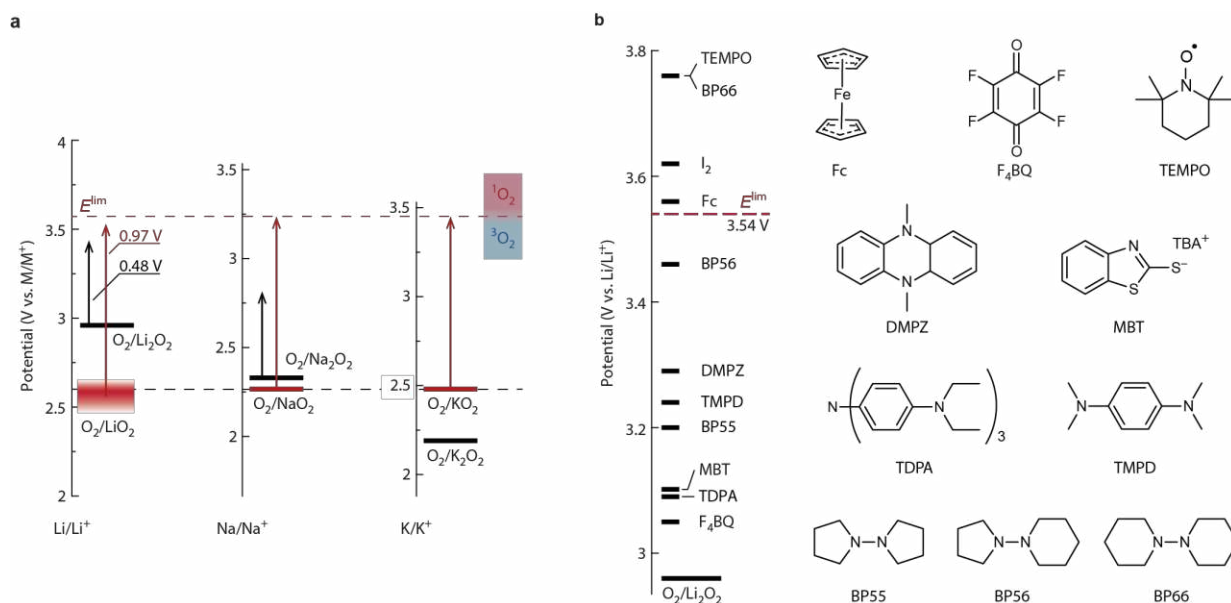 a
Potential (V vs. M/M⁺)
4
3.5
3
2.5
2
E^lim
0.97 V
0.48 V
O₂/Li₂O₂
O₂/LiO₂
Li/Li⁺
3.5
3
2.5
2
O₂/Na₂O₂
O₂/NaO₂
Na/Na⁺
3.5
3
2.5
2
O₂/KO₂
O₂/K₂O₂
K/K⁺
¹O₂
³O₂
b
Potential (V vs. Li/Li⁺)
3.8
3.6
3.4
3.2
3
TEMPO
BP66
I₂
Fc
E^lim
3.54 V
BP56
DMPZ
TMPD
BP55
MBT
TDPA
F₄BQ
O₂/Li₂O₂
Fe
Fc
O
F F
F F
O
F₄BQ
O•
N
TEMPO
N
N
DMPZ
N
S
S⁻
TBA⁺
MBT
N
N
3
TDPA
N
N
TMPD
N N
BP55
N N
BP56
N N
BP66